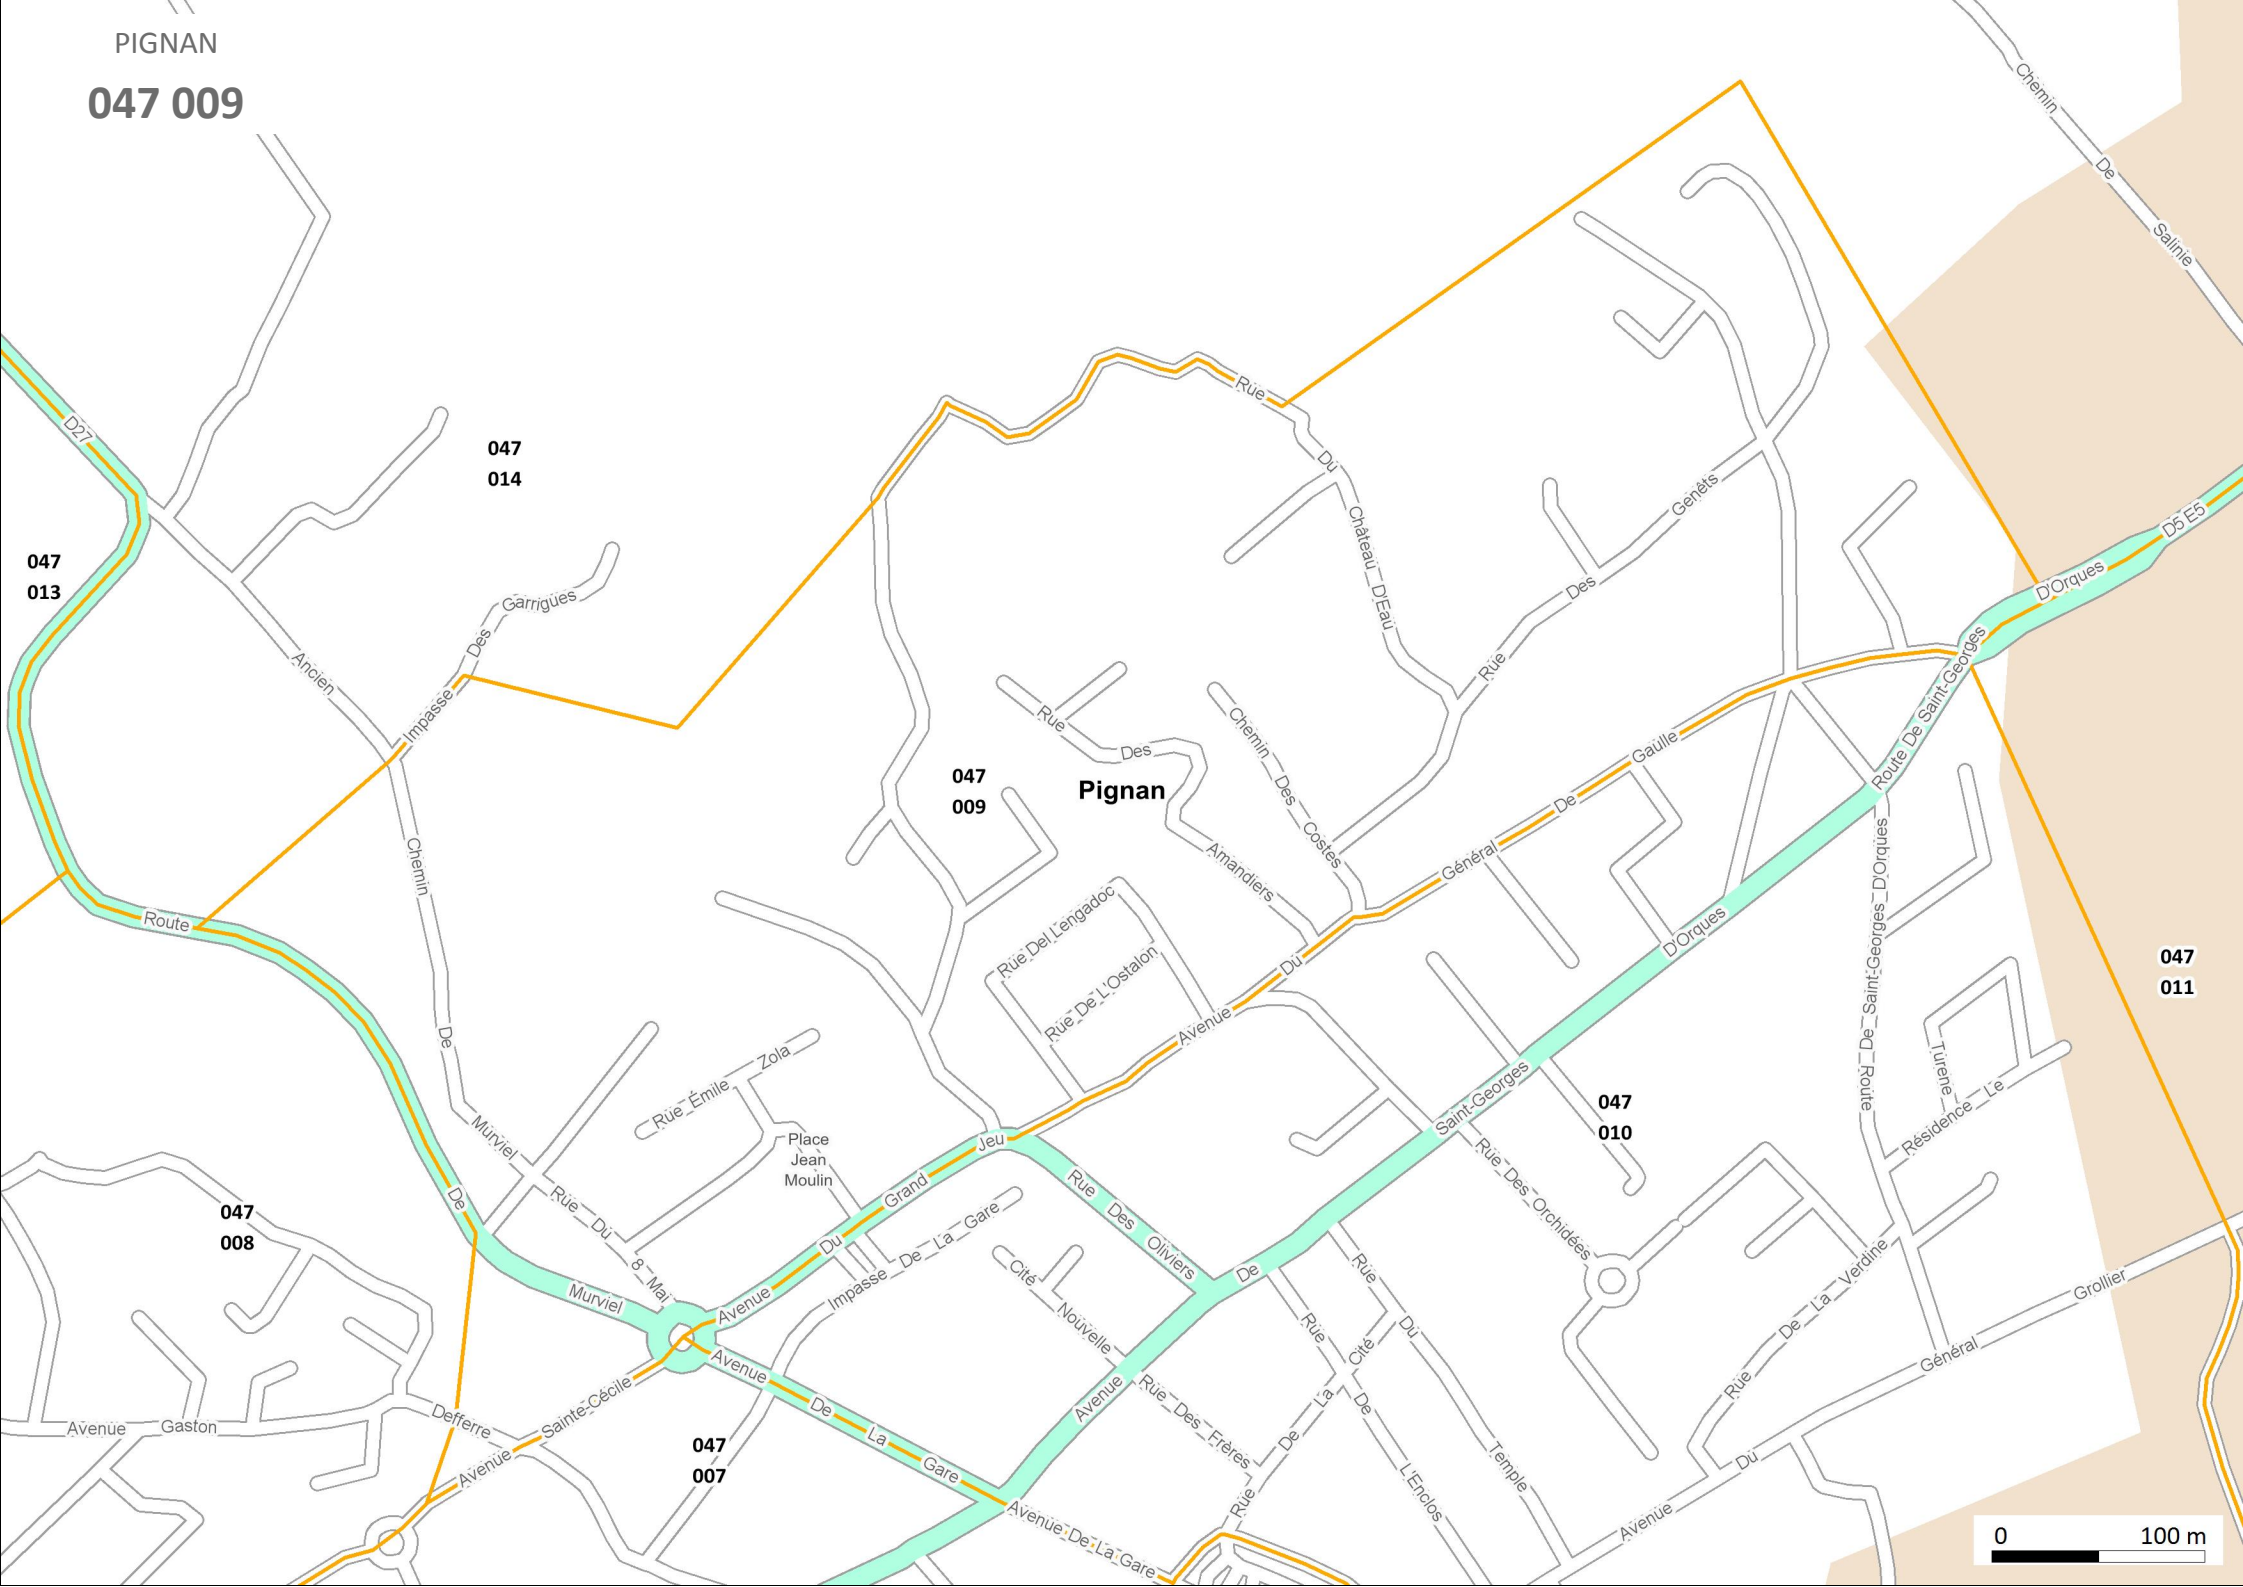 PIGNAN
047 009
Chemin De Salinie
D27
047
014
047
013
Rue Du Château D'Eau
Rue Des Genêts
D5 E5
D'Orques
Impasse Des Garrigues
Ancien Chemin De Murviel
Rue Des Amandiers
Chemin Des Costes
047
009
Pignan
Route De Saint-Georges D'Orques
Avenue Du Général De Gaulle
Rue Del Lengadoc
Rue De L'Ostalon
Route De Murviel
Route De Saint-Georges D'Orques
047
011
Rue Émile Zola
Place
Jean
Moulin
Avenue Du Grand Jeu
Rue Du 8 Mai
Impasse De La Gare
Rue Des Oliviers
Avenue De Saint-Georges D'Orques
047
010
Turene
Résidence Le
Rue Des Orchidées
047
008
Cité Nouvelle
Rue Du Temple
Rue De L'Enclos
Rue De La Cité
Rue Des Frères
Rue De La Verdine
Avenue Du Général Grollier
Avenue Gaston Defferre
Avenue Sainte-Cécile
Avenue De La Gare
047
007
Avenue De La Gare
0 100 m